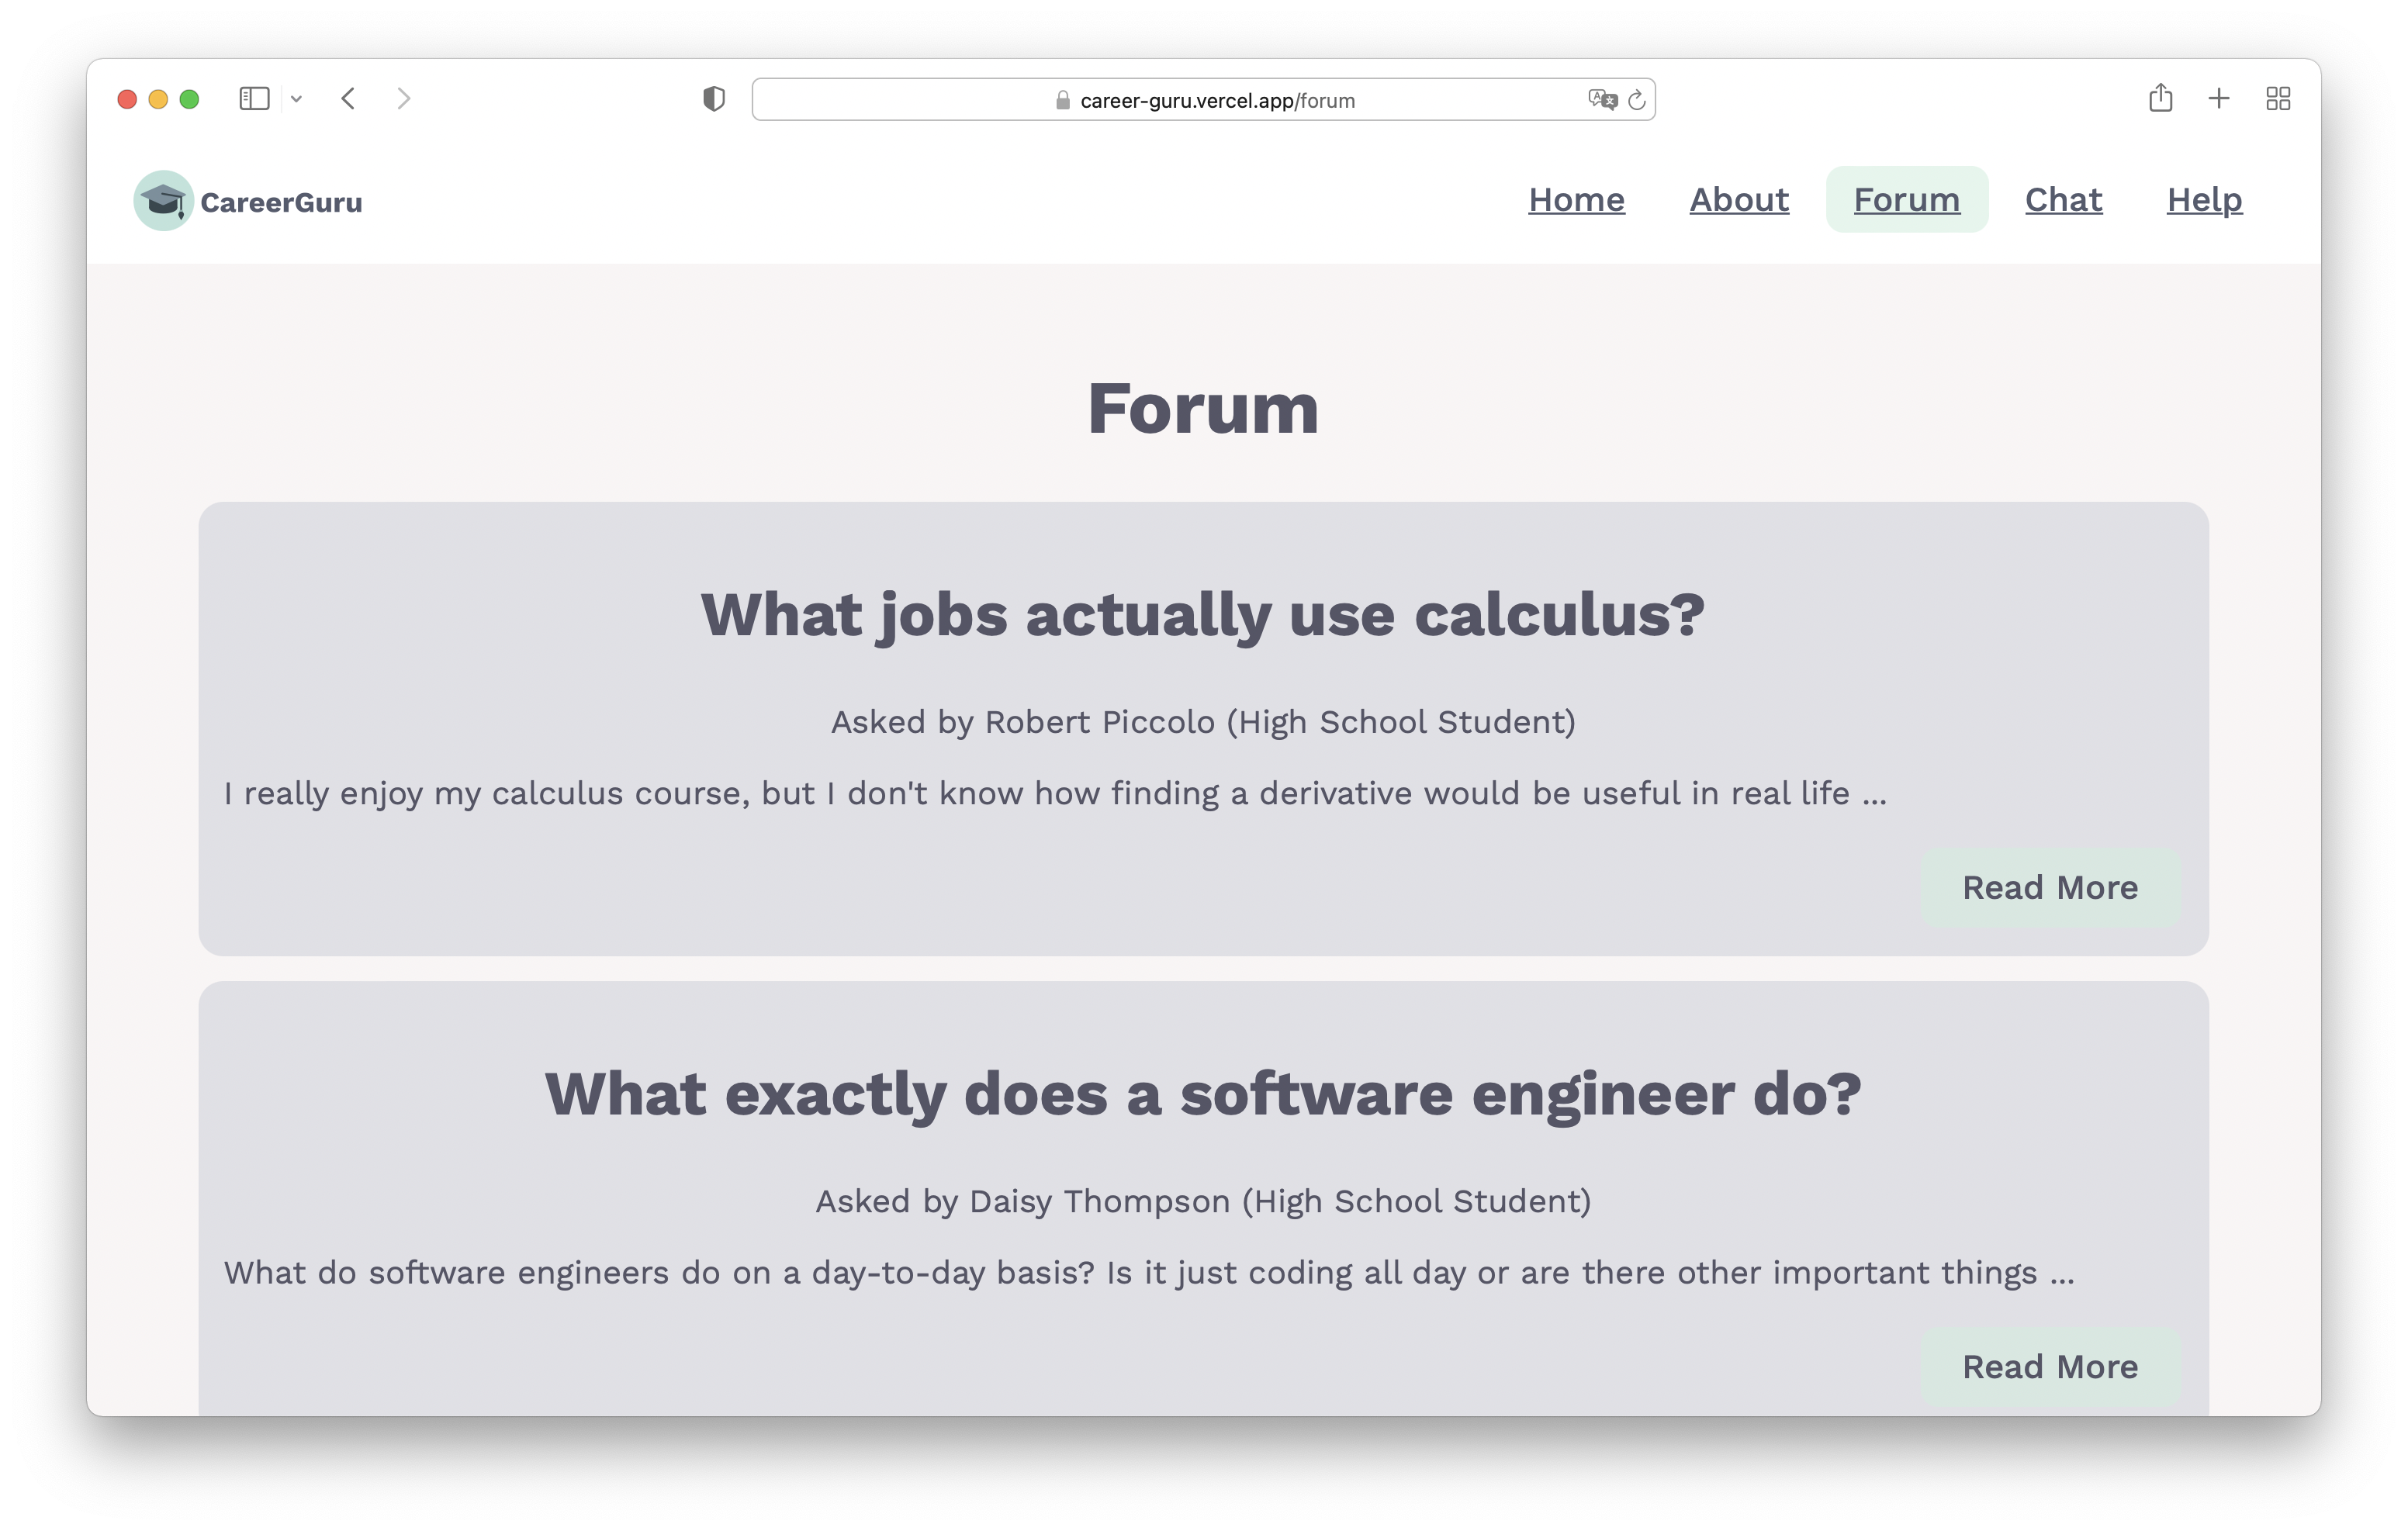 career-guru.vercel.app/forum
CareerGuru
Home About Forum Chat Help
Forum
What jobs actually use calculus?
Asked by Robert Piccolo (High School Student)
I really enjoy my calculus course, but I don't know how finding a derivative would be useful in real life ...
Read More
What exactly does a software engineer do?
Asked by Daisy Thompson (High School Student)
What do software engineers do on a day-to-day basis? Is it just coding all day or are there other important things ...
Read More